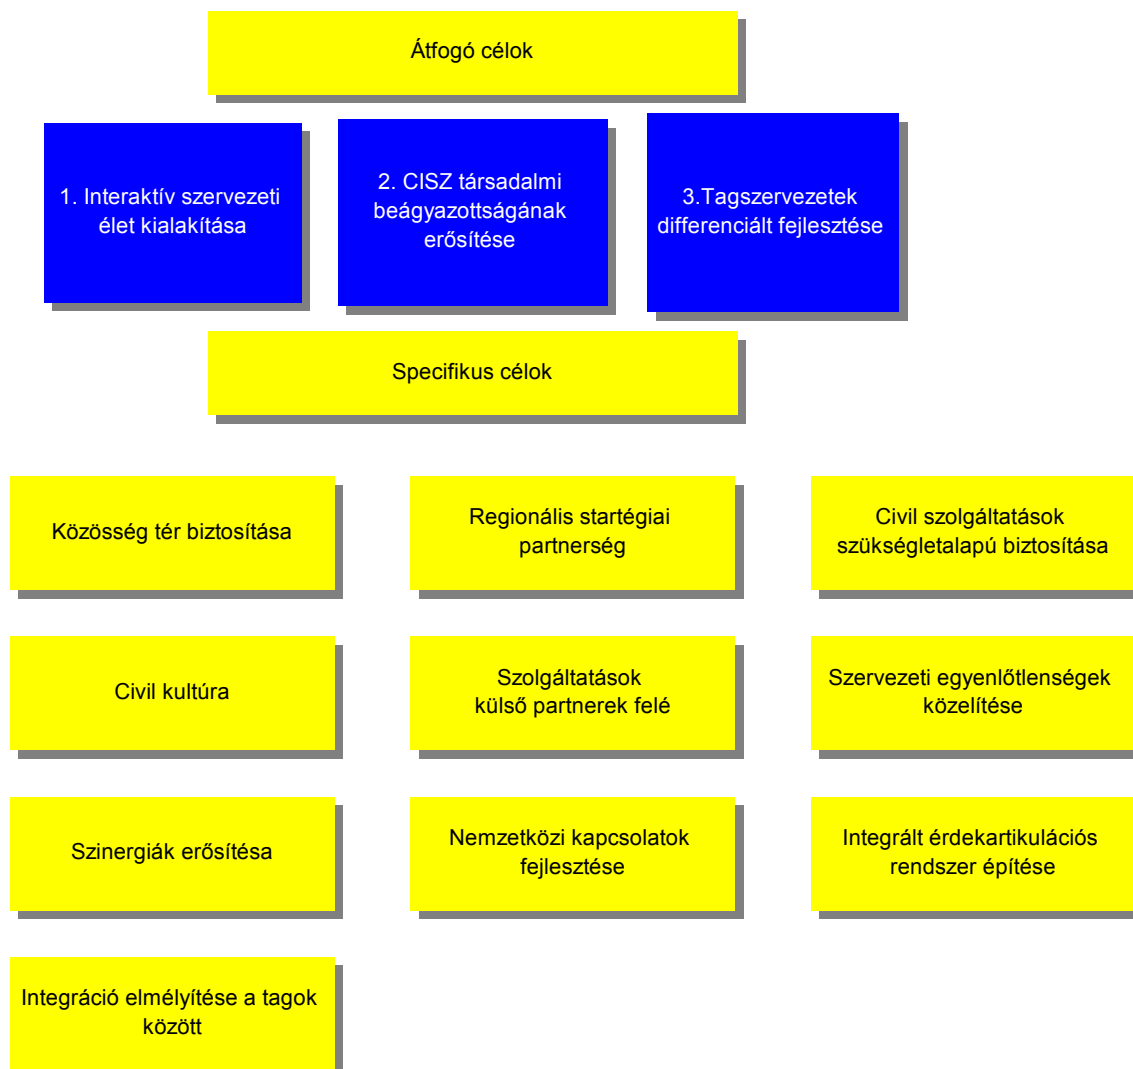 Átfogó célok
1. Interaktív szervezeti
élet kialakítása
2. CISZ társadalmi
beágyazottságának
erősítése
3.Tagszervezetek
differenciált fejlesztése
Specifikus célok
Közösség tér biztosítása
Regionális startégiai
partnerség
Civil szolgáltatások
szükségletalapú biztosítása
Civil kultúra
Szolgáltatások
külső partnerek felé
Szervezeti egyenlőtlenségek
közelítése
Szinergiák erősítésa
Nemzetközi kapcsolatok
fejlesztése
Integrált érdekartikulációs
rendszer építése
Integráció elmélyítése a tagok
között